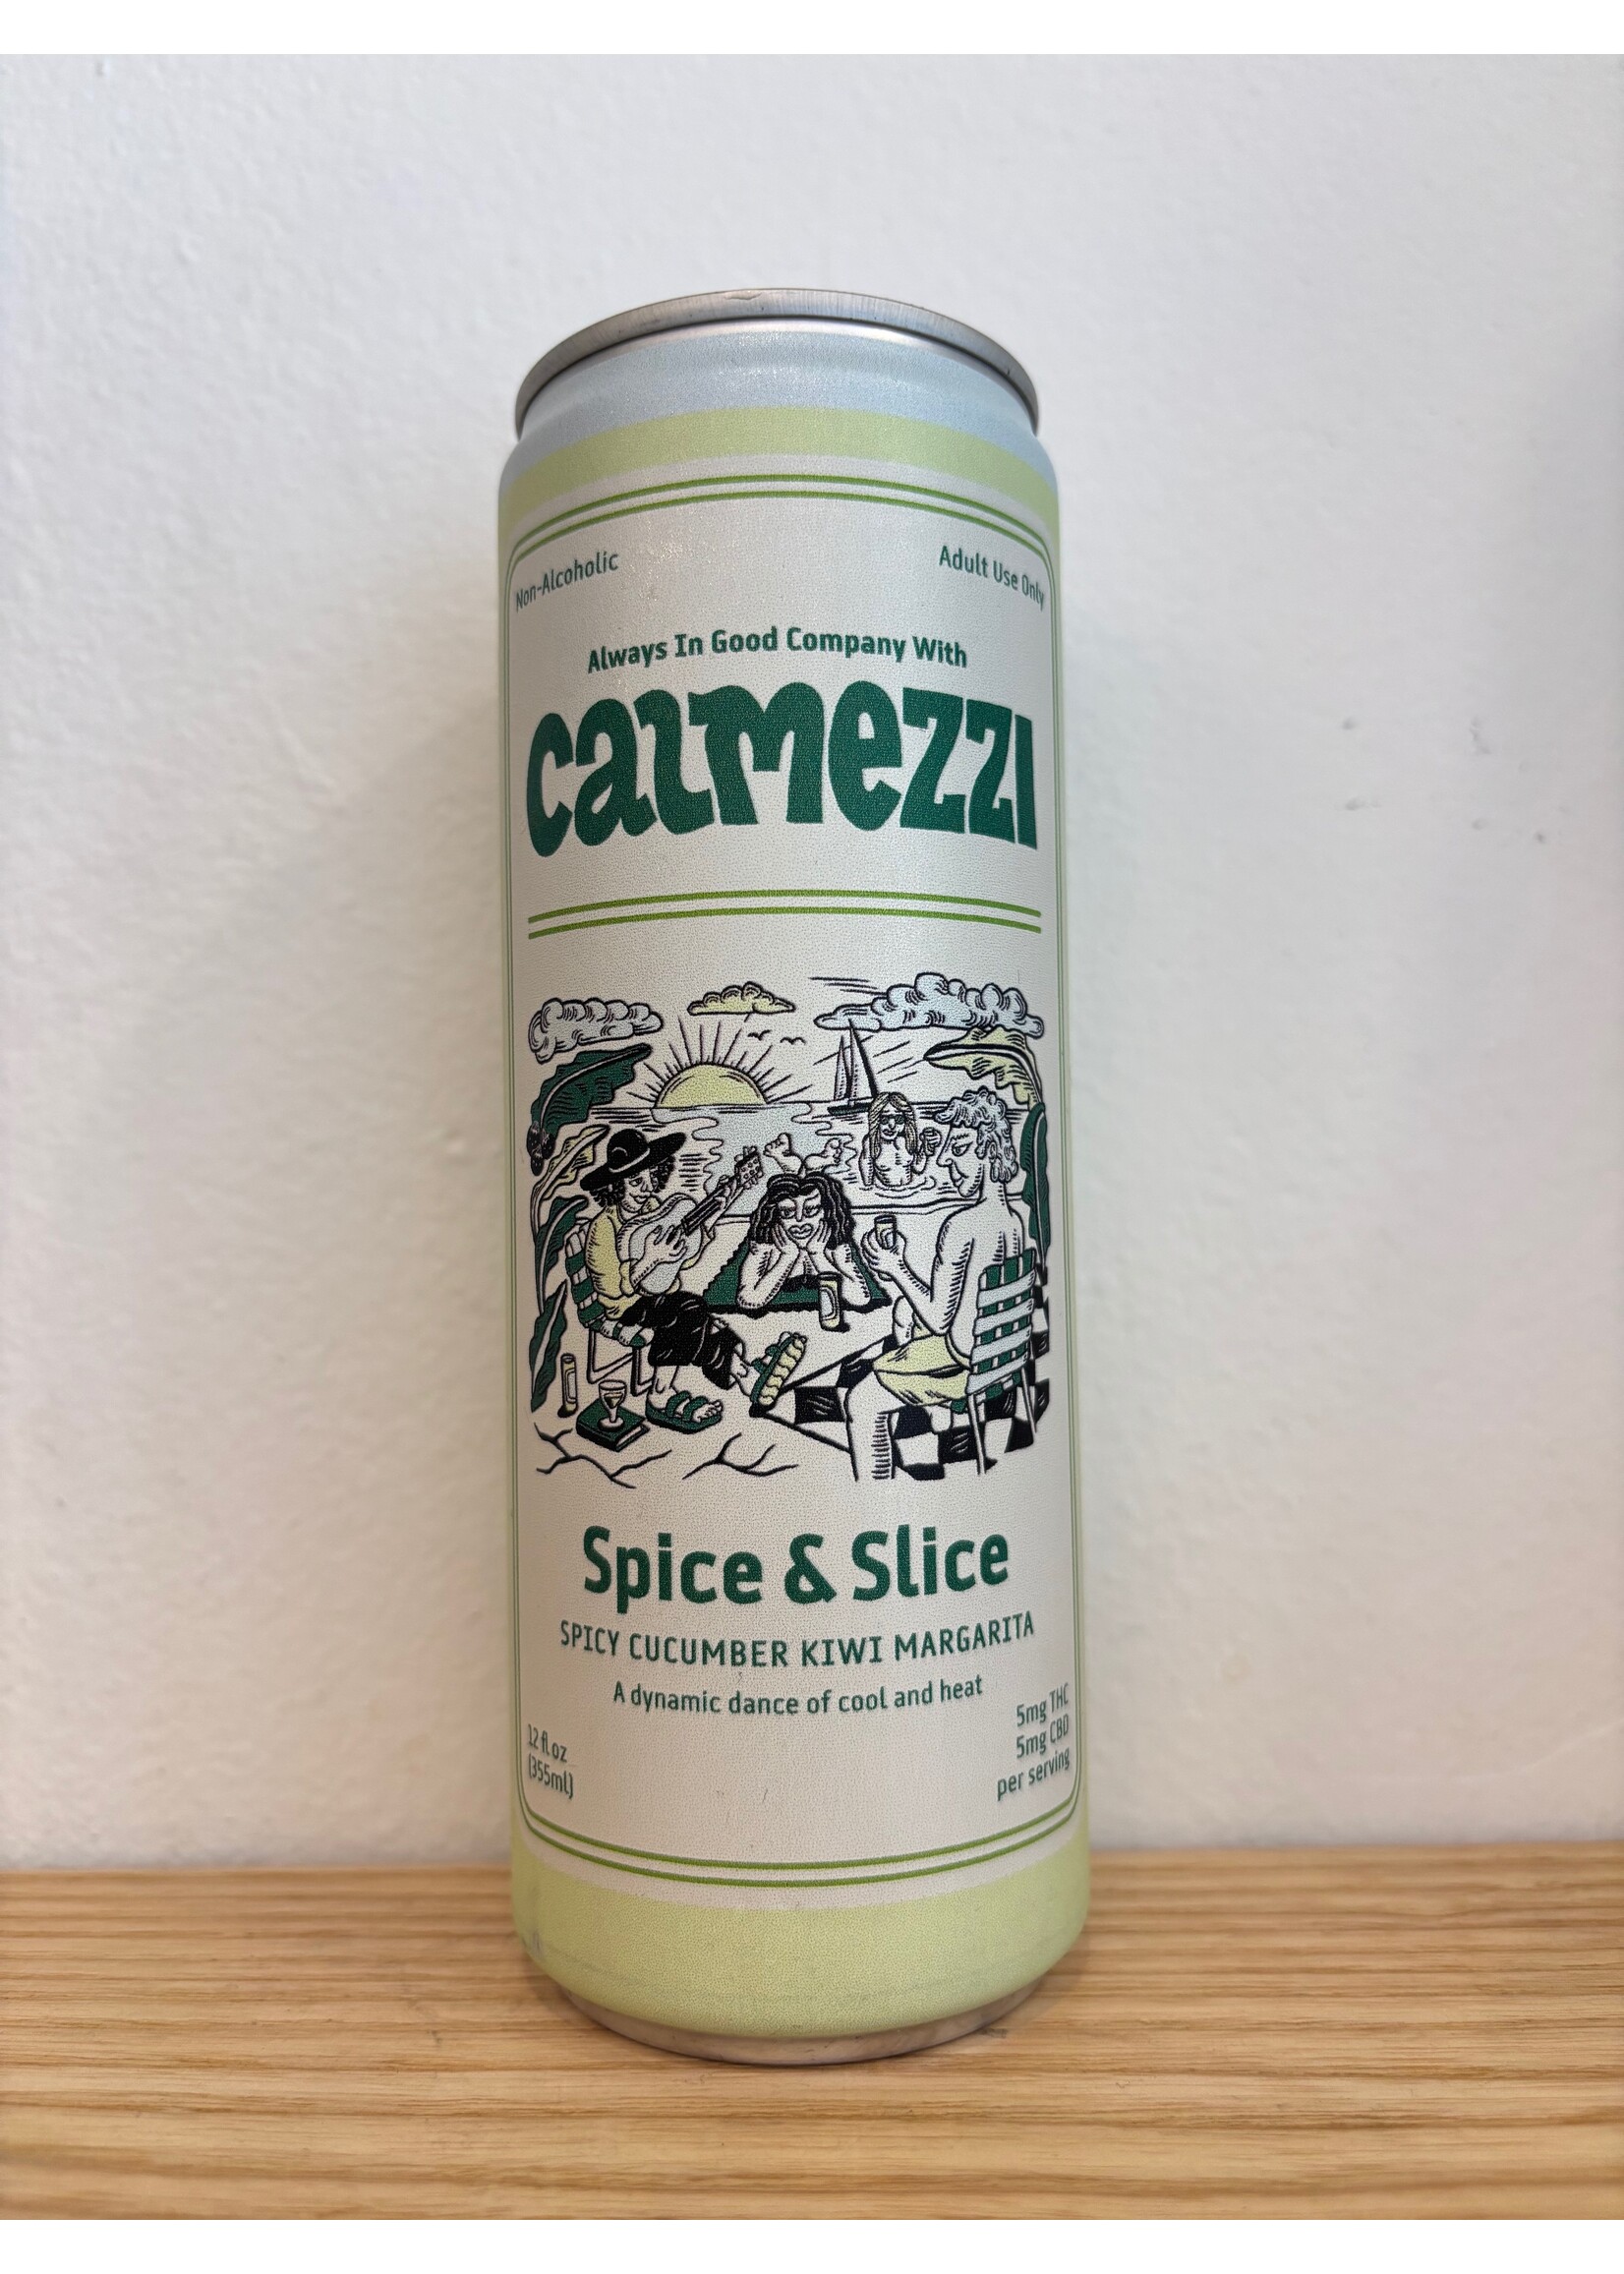 Non-Alcoholic
Adult Use Only
Always In Good Company With
calmezzi
Spice & Slice
SPICY CUCUMBER KIWI MARGARITA
A dynamic dance of cool and heat
12 fl oz
(355ml)
5mg THC
5mg CBD
per serving